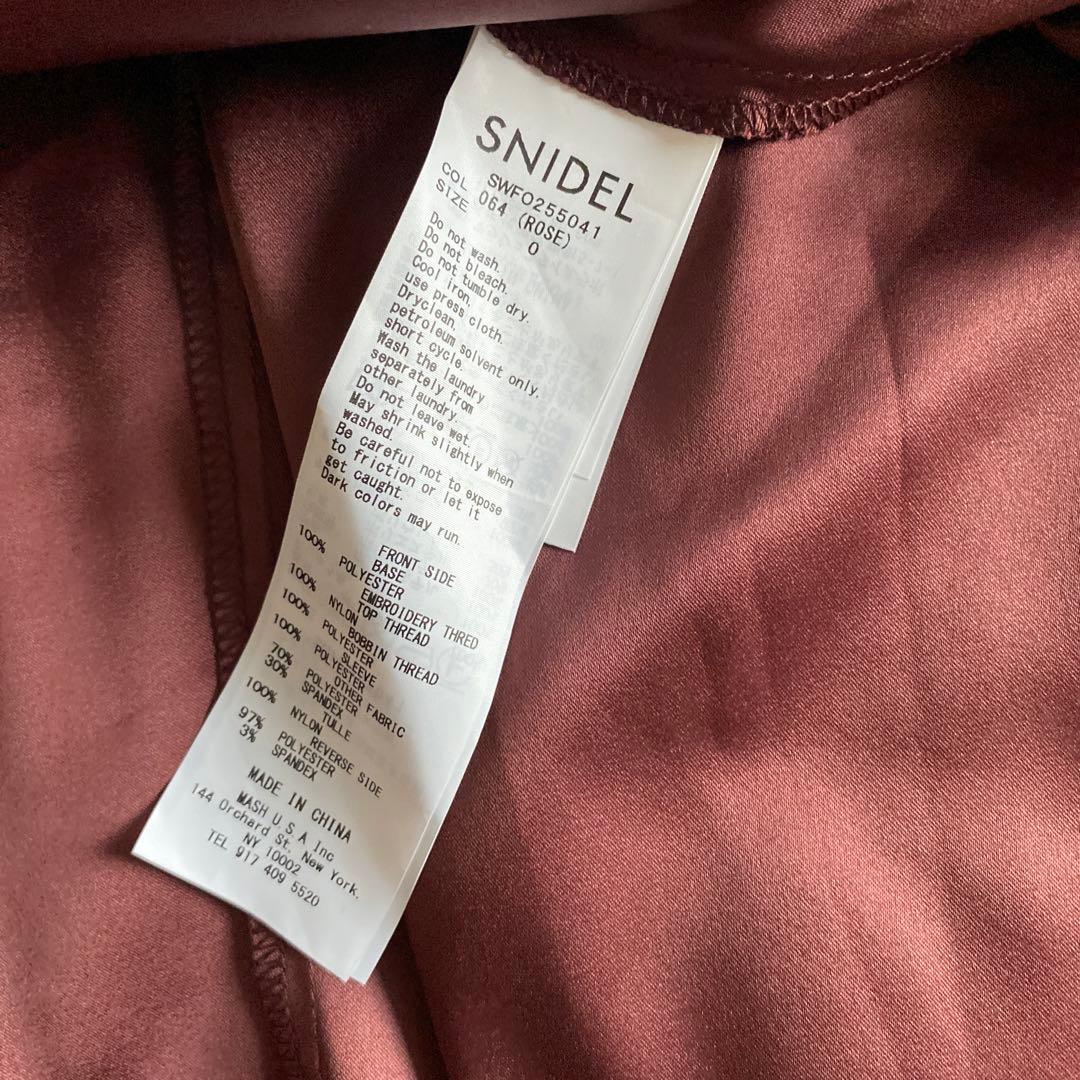 SNIDEL
SWFO255041
COL 064 (ROSE)
SIZE 0
Do not wash.
Do not bleach.
Do not tumble dry.
Cool iron.
use press cloth.
Dryclean.
petroleum solvent only.
short cycle.
Wash the laundry
separately from
other laundry.
Do not leave wet.
May shrink slightly when
washed.
Be careful not to expose
to friction or let it
get caught.
Dark colors may run.
FRONT SIDE
BASE
100% POLYESTER
EMBROIDERY THRED
TOP THREAD
100% NYLON
BOBBIN THREAD
100% POLYESTER
SLEEVE
100% POLYESTER
OTHER FABRIC
70% POLYESTER
30% SPANDEX
TULLE
100% NYLON
REVERSE SIDE
97% POLYESTER
3% SPANDEX
MADE IN CHINA
MASH U S A Inc
144 Orchard St. New York.
NY 10002
TEL 917 409 5520